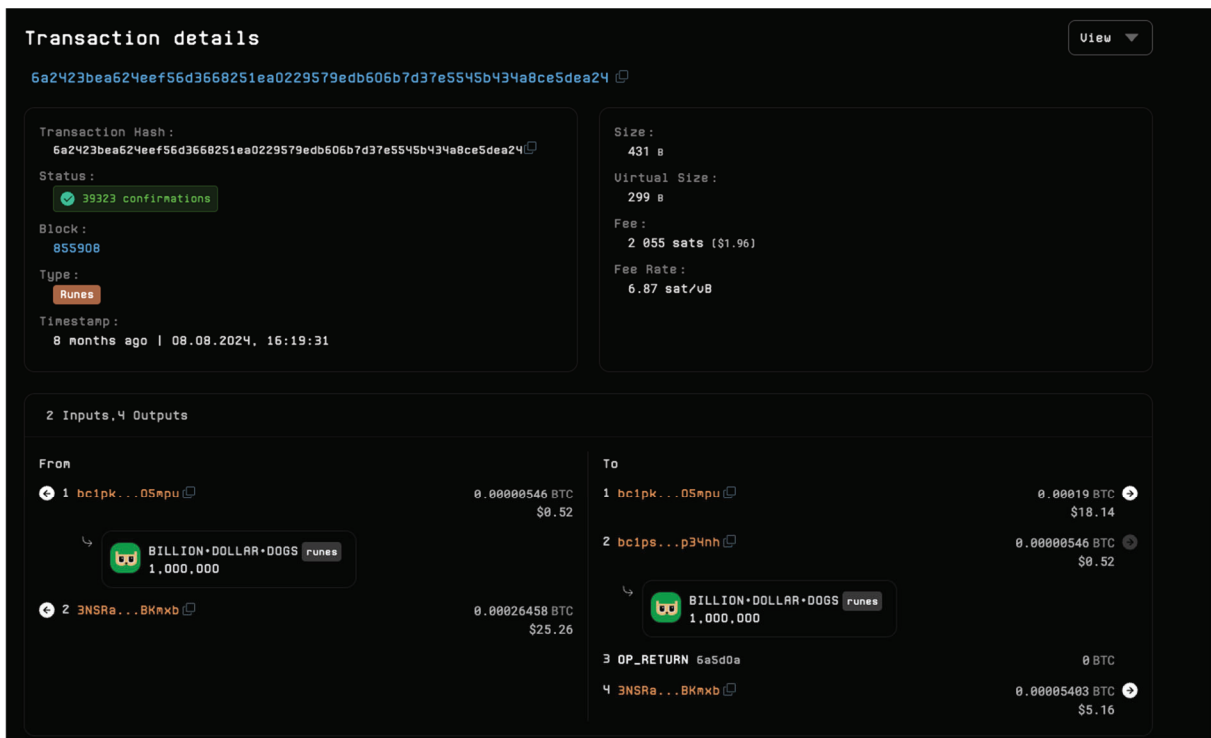 Transaction details
View
6a2423bea624eef56d3668251ea0229579edb606b7d37e5545b434a8ce5dea24
Transaction Hash:
6a2423bea624eef56d3668251ea0229579edb606b7d37e5545b434a8ce5dea24
Status:
39323 confirmations
Block:
855908
Type:
Runes
Timestamp:
8 months ago | 08.08.2024, 16:19:31
Size:
431 B
Virtual Size:
299 B
Fee:
2 055 sats ($1.96)
Fee Rate:
6.87 sat/vB
2 Inputs,4 Outputs
From
1 bc1pk...05mpu 0.00000546 BTC
$0.52
BILLION•DOLLAR•DOGS runes
1,000,000
2 3NSRa...BKmxb 0.00026458 BTC
$25.26
To
1 bc1pk...05mpu 0.00019 BTC
$18.14
2 bc1ps...p34nh 0.00000546 BTC
$0.52
BILLION•DOLLAR•DOGS runes
1,000,000
3 OP_RETURN 6a5d0a 0 BTC
4 3NSRa...BKmxb 0.00005403 BTC
$5.16